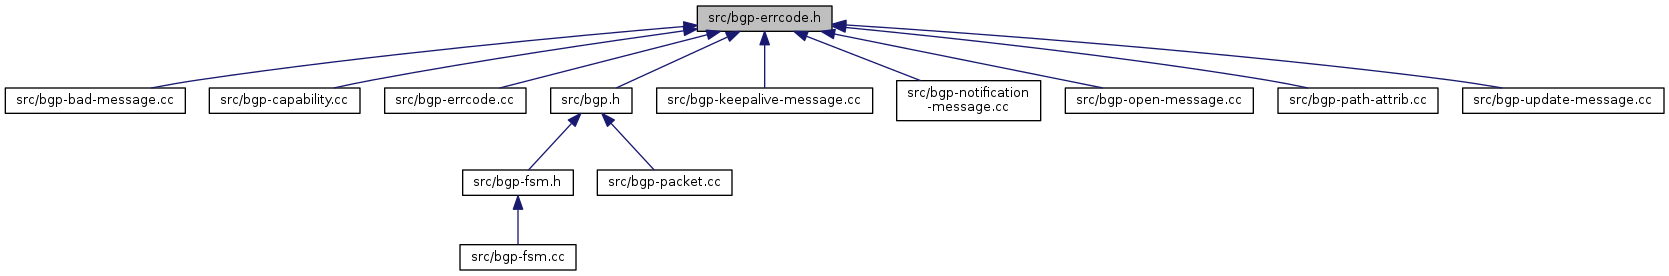 src/bgp-errcode.h
src/bgp-bad-message.cc
src/bgp-capability.cc
src/bgp-errcode.cc
src/bgp.h
src/bgp-keepalive-message.cc
src/bgp-notification
-message.cc
src/bgp-open-message.cc
src/bgp-path-attrib.cc
src/bgp-update-message.cc
src/bgp-fsm.h
src/bgp-packet.cc
src/bgp-fsm.cc